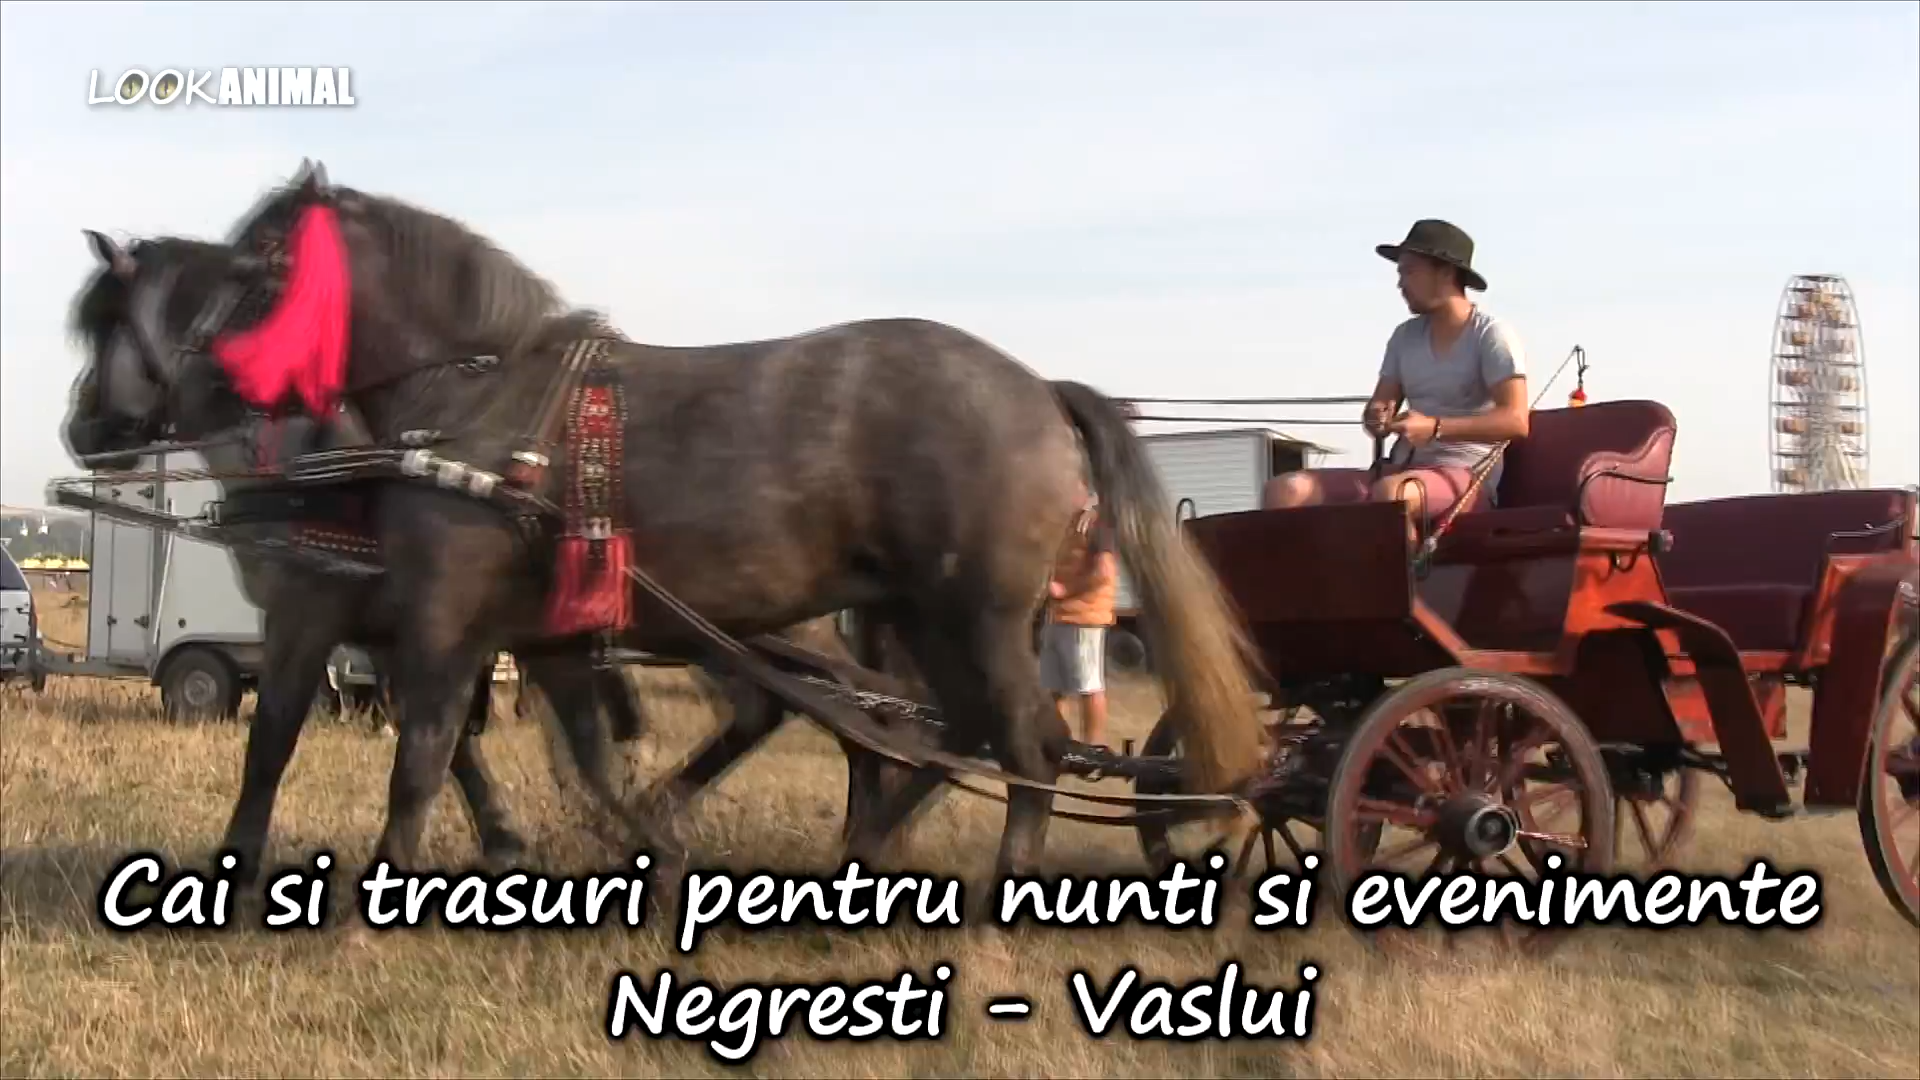 LOOKANIMAL
Cai si trasuri pentru nunti si evenimente
Negresti - Vaslui